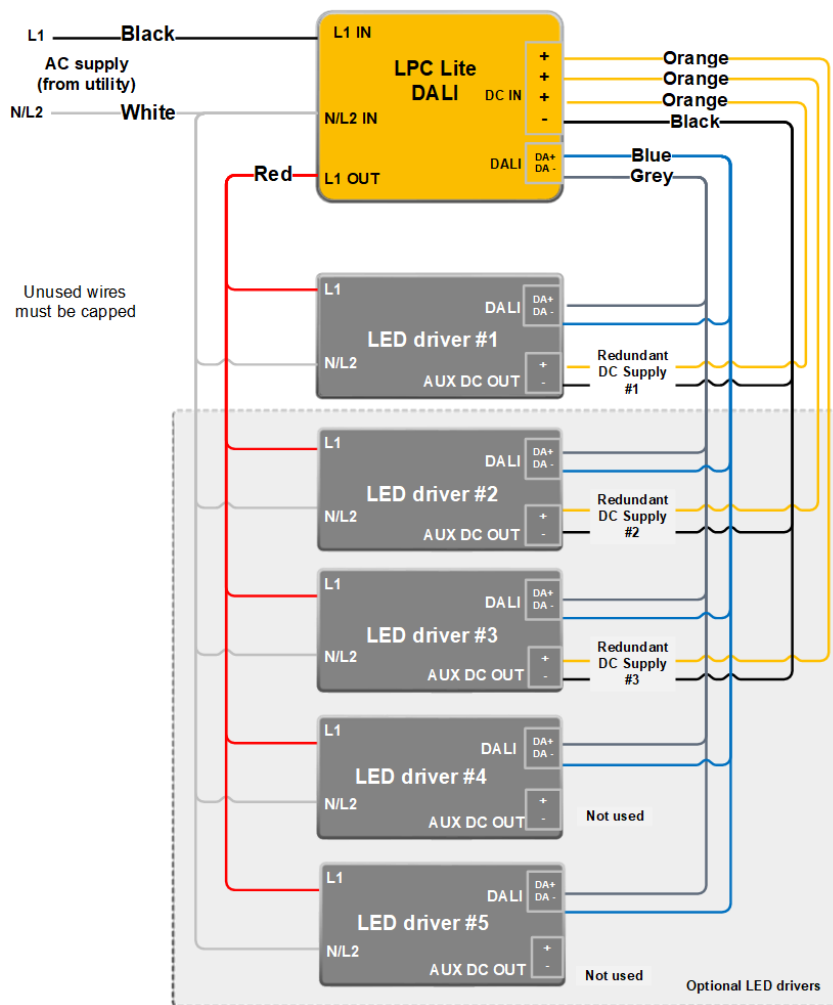 L1
Black
AC supply
(from utility)
N/L2
White
Red
L1 IN
LPC Lite
DALI
DC IN
+
+
+
-
N/L2 IN
DALI
DA+
DA -
L1 OUT
Orange
Orange
Orange
Black
Blue
Grey
Unused wires
must be capped
L1
DALI
DA+
DA -
LED driver #1
N/L2
AUX DC OUT
+
-
Redundant
DC Supply
#1
L1
DALI
DA+
DA -
LED driver #2
N/L2
AUX DC OUT
+
-
Redundant
DC Supply
#2
L1
DALI
DA+
DA -
LED driver #3
N/L2
AUX DC OUT
+
-
Redundant
DC Supply
#3
L1
DALI
DA+
DA -
LED driver #4
N/L2
AUX DC OUT
+
-
Not used
L1
DALI
DA+
DA -
LED driver #5
N/L2
AUX DC OUT
+
-
Not used
Optional LED drivers